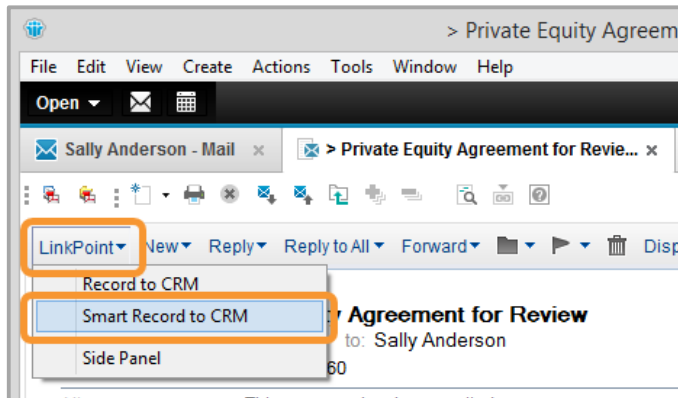 > Private Equity Agreem
File Edit View Create Actions Tools Window Help
Open
Sally Anderson - Mail × > Private Equity Agreement for Revie... ×
LinkPoint New Reply Reply to All Forward Disp
Record to CRM
Smart Record to CRM
Side Panel
Agreement for Review
to: Sally Anderson
60